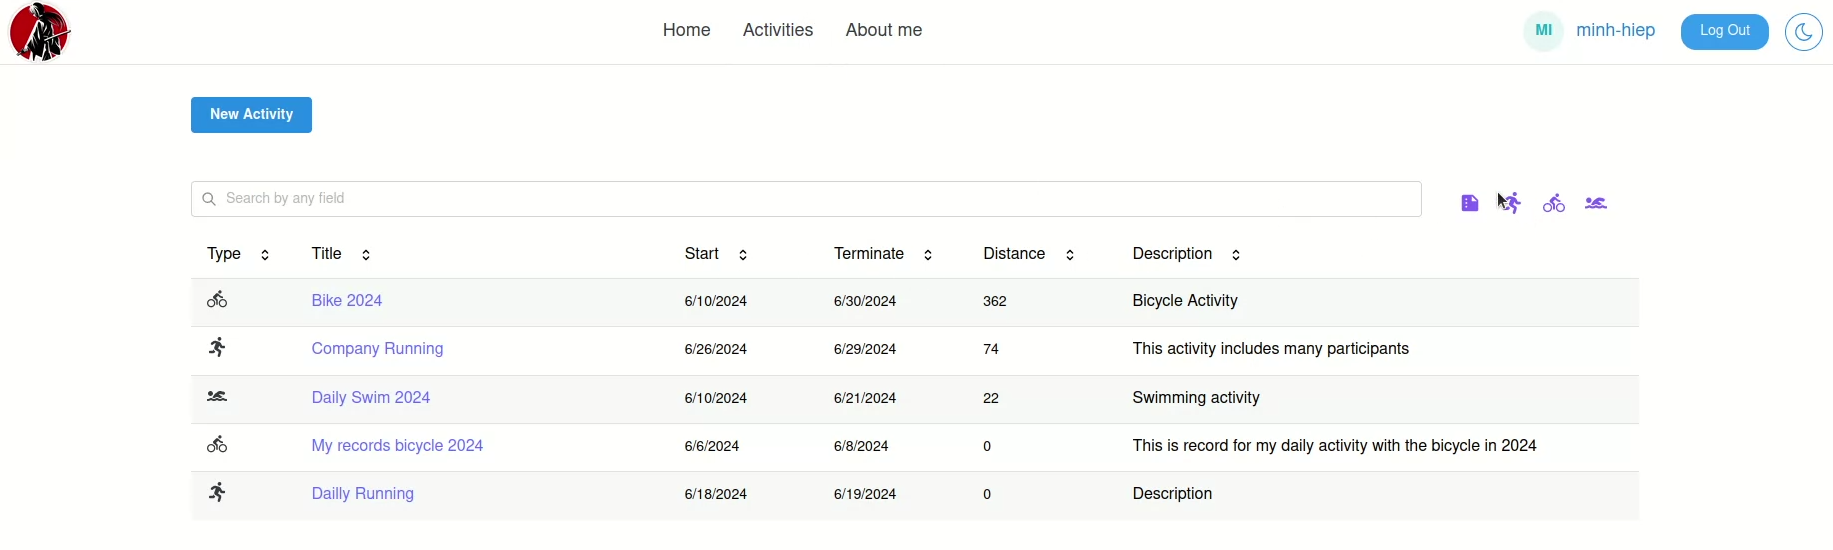 Home Activities About me MI minh-hiep Log Out
New Activity
Search by any field
Type Title Start Terminate Distance Description
Bike 2024 6/10/2024 6/30/2024 362 Bicycle Activity
Company Running 6/26/2024 6/29/2024 74 This activity includes many participants
Daily Swim 2024 6/10/2024 6/21/2024 22 Swimming activity
My records bicycle 2024 6/6/2024 6/8/2024 0 This is record for my daily activity with the bicycle in 2024
Dailly Running 6/18/2024 6/19/2024 0 Description